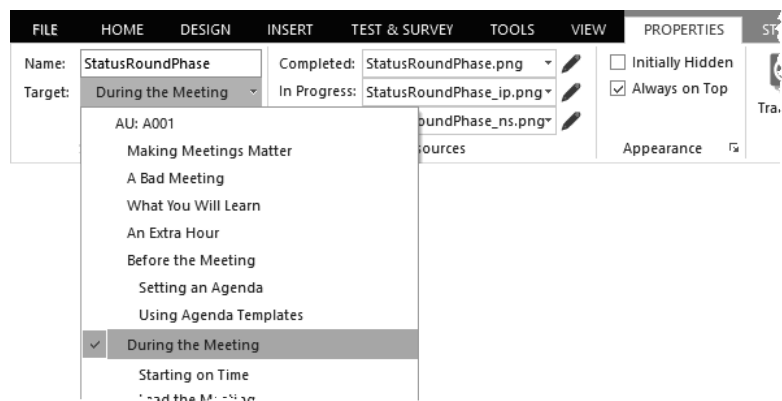 FILE HOME DESIGN INSERT TEST & SURVEY TOOLS VIEW PROPERTIES
Name: StatusRoundPhase Completed: StatusRoundPhase.png Initially Hidden
Target: During the Meeting In Progress: StatusRoundPhase_ip.png Always on Top
AU: A001
Making Meetings Matter
Appearance
A Bad Meeting
What You Will Learn
An Extra Hour
Before the Meeting
Setting an Agenda
Using Agenda Templates
During the Meeting
Starting on Time